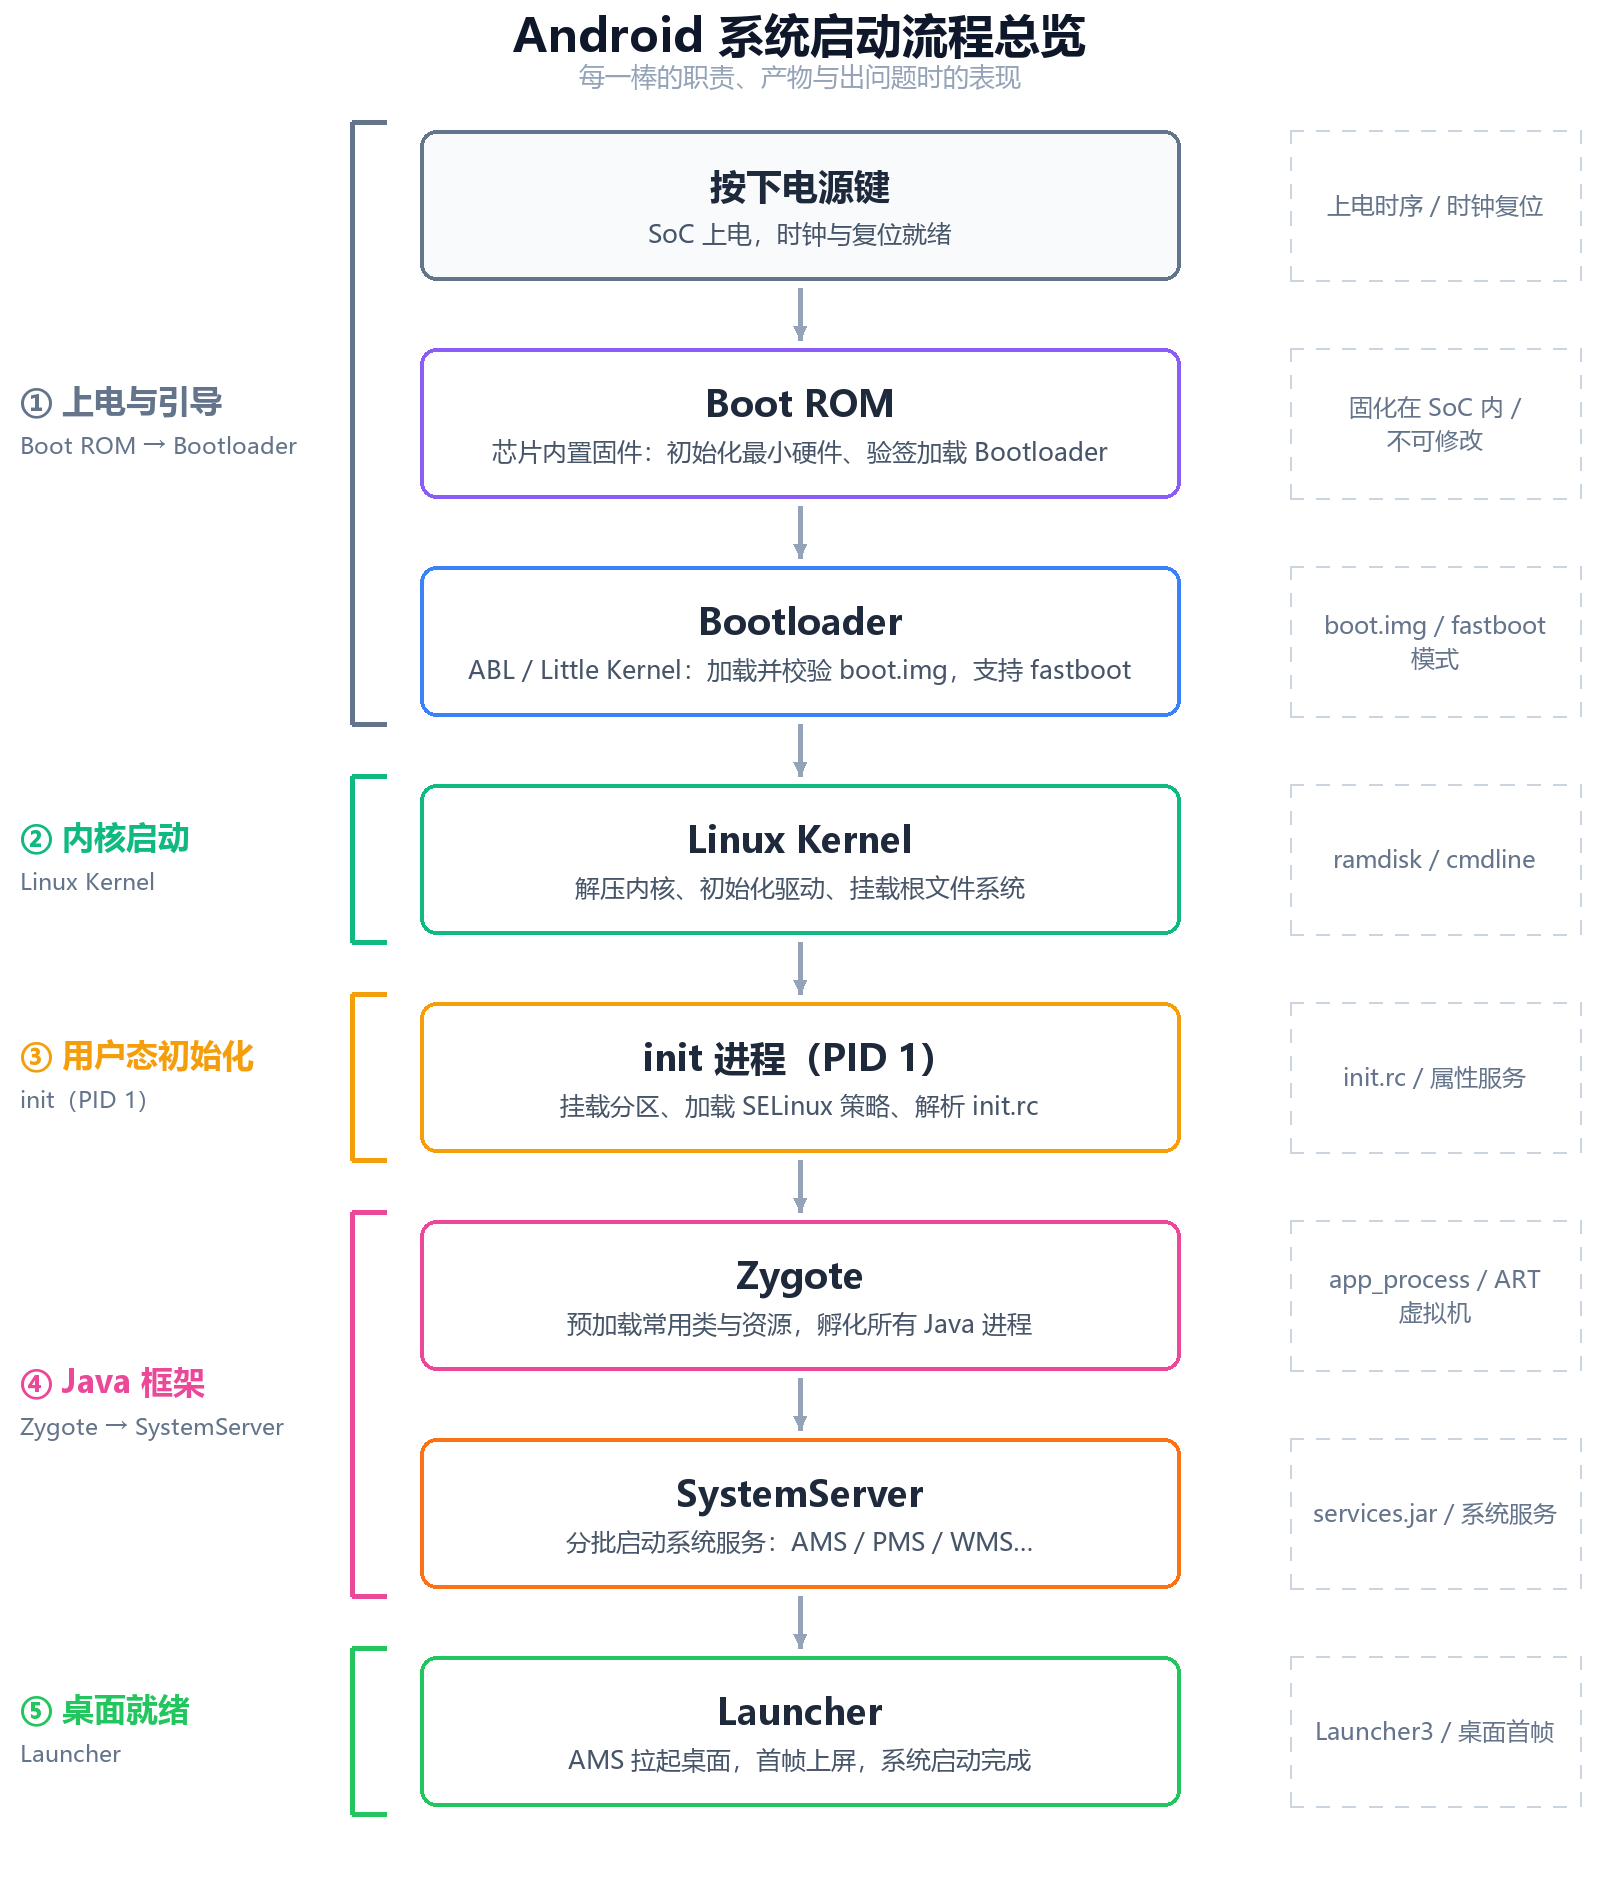 Android 系统启动流程总览
每一棒的职责、产物与出问题时的表现
按下电源键
SoC 上电，时钟与复位就绪
上电时序 / 时钟复位
① 上电与引导
Boot ROM → Bootloader
Boot ROM
芯片内置固件：初始化最小硬件、验签加载 Bootloader
固化在 SoC 内 /
不可修改
Bootloader
ABL / Little Kernel：加载并校验 boot.img，支持 fastboot
boot.img / fastboot
模式
② 内核启动
Linux Kernel
Linux Kernel
解压内核、初始化驱动、挂载根文件系统
ramdisk / cmdline
③ 用户态初始化
init（PID 1）
init 进程（PID 1）
挂载分区、加载 SELinux 策略、解析 init.rc
init.rc / 属性服务
④ Java 框架
Zygote → SystemServer
Zygote
预加载常用类与资源，孵化所有 Java 进程
app_process / ART
虚拟机
SystemServer
分批启动系统服务：AMS / PMS / WMS…
services.jar / 系统服务
⑤ 桌面就绪
Launcher
Launcher
AMS 拉起桌面，首帧上屏，系统启动完成
Launcher3 / 桌面首帧